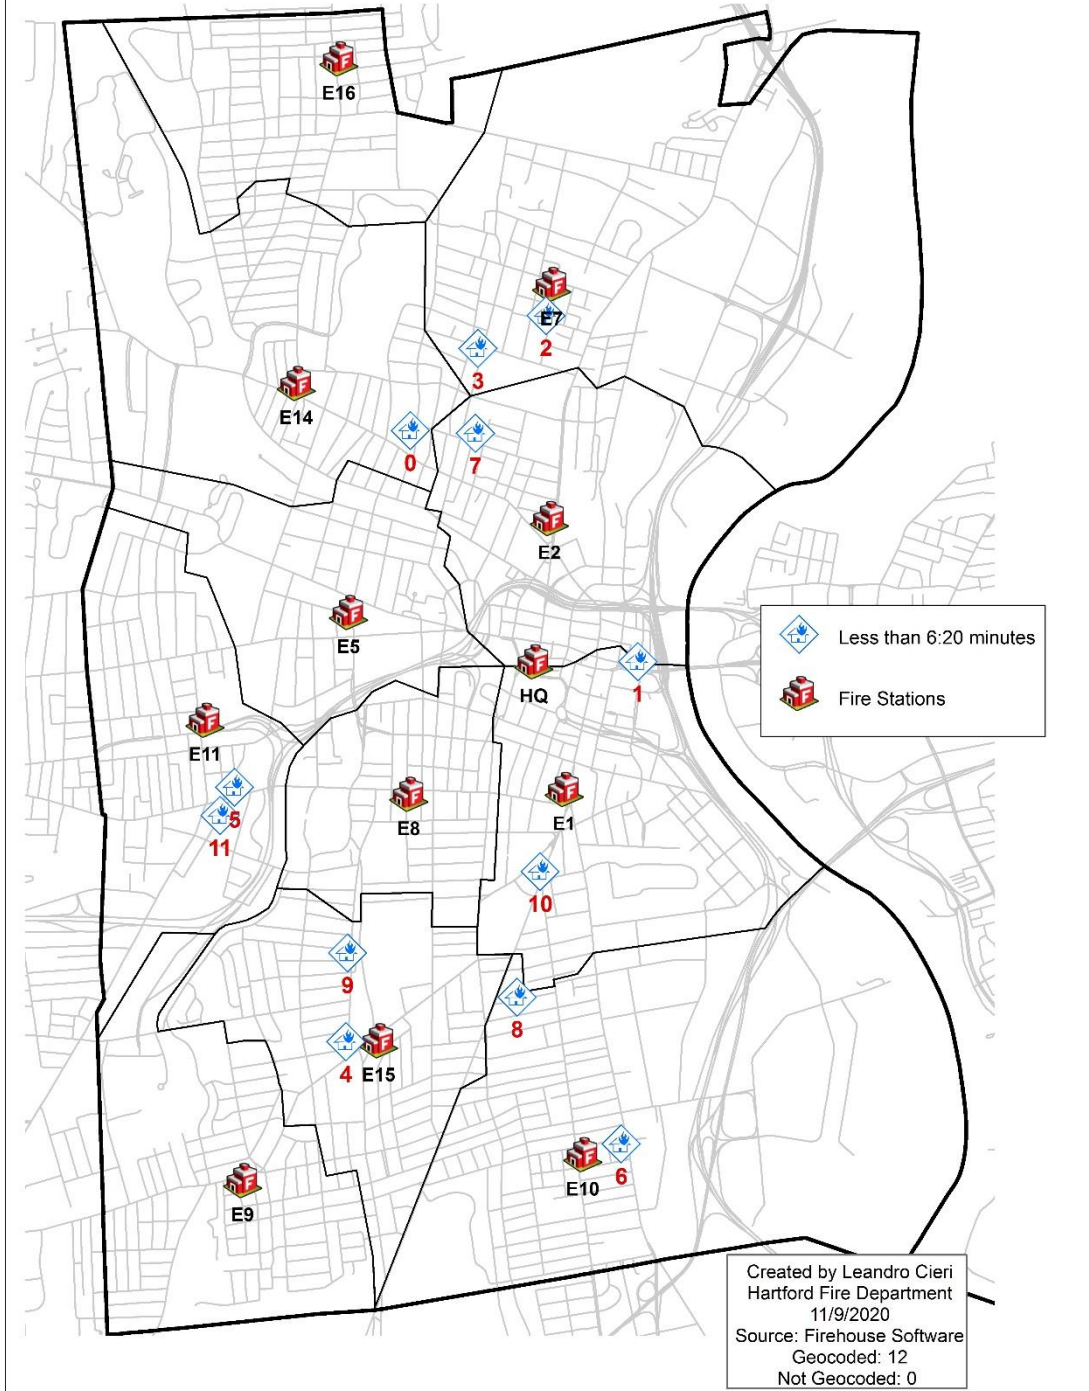 E16
E7
2
3
E14
0
7
E2
E5
HQ
1
Less than 6:20 minutes
Fire Stations
E11
5
11
E8
E1
10
9
8
4
E15
E10
6
E9
Created by Leandro Cieri
Hartford Fire Department
11/9/2020
Source: Firehouse Software
Geocoded: 12
Not Geocoded: 0